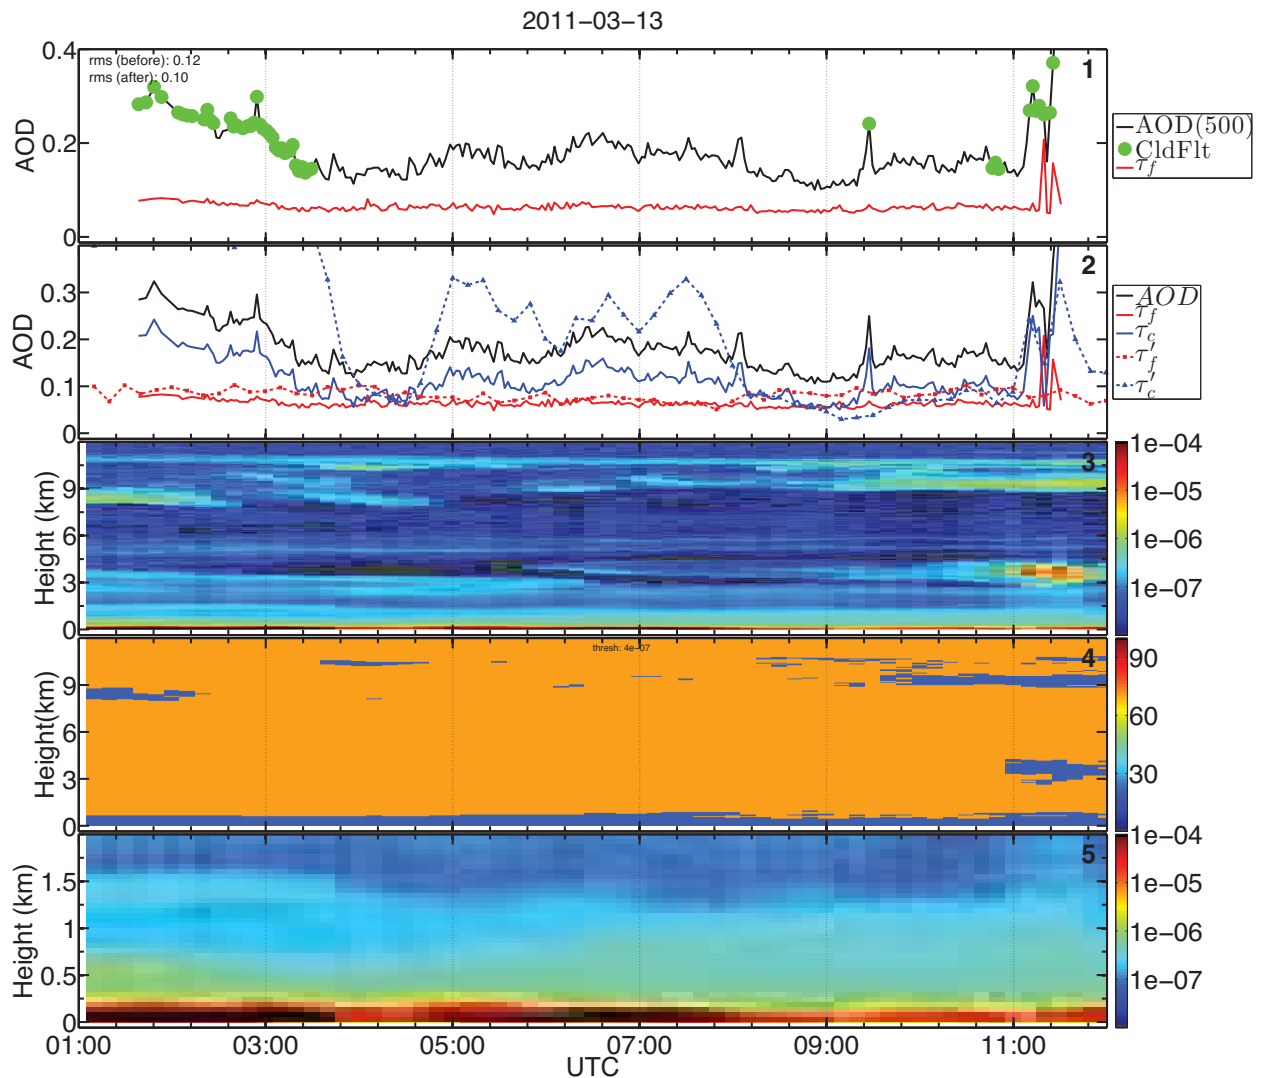 2011-03-13
0.4
0.2
0
AOD
rms (before): 0.12
rms (after): 0.10
1
AOD(500)
CldFlt
τf
0.3
0.2
0.1
0
AOD
2
AOD
τf
τc
τ′f
τ′c
9
6
3
0
Height (km)
3
1e-04
1e-05
1e-06
1e-07
9
6
3
0
Height(km)
thresh: 4e-07
4
90
60
30
1.5
1
0.5
0
Height (km)
5
1e-04
1e-05
1e-06
1e-07
01:00 03:00 05:00 07:00 09:00 11:00
UTC